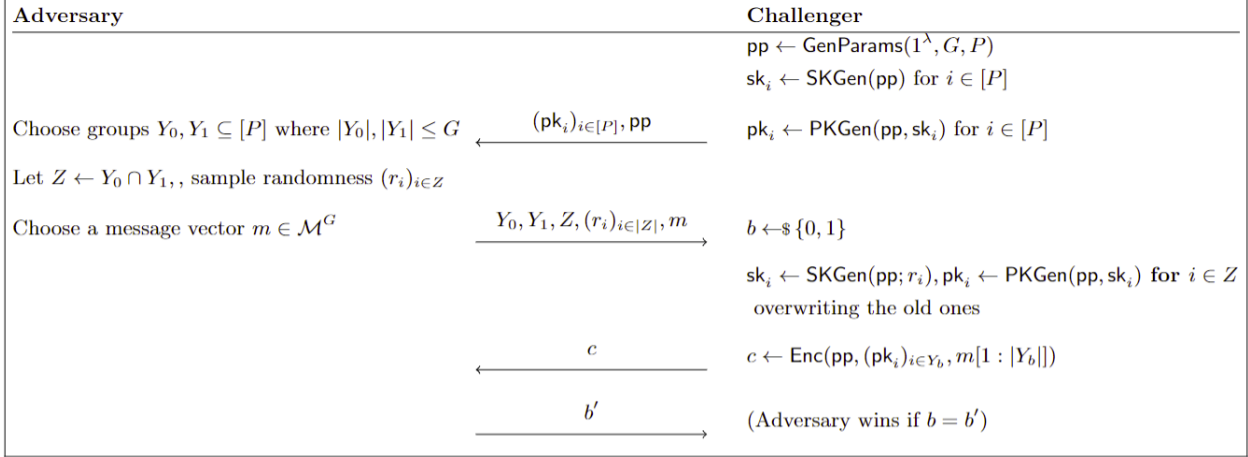 Adversary Challenger
pp ← GenParams(1^λ, G, P)
sk_i ← SKGen(pp) for i ∈ [P]
Choose groups Y_0, Y_1 ⊆ [P] where |Y_0|, |Y_1| ≤ G (pk_i)_{i∈[P]}, pp pk_i ← PKGen(pp, sk_i) for i ∈ [P]
Let Z ← Y_0 ∩ Y_1, , sample randomness (r_i)_{i∈Z}
Choose a message vector m ∈ M^G Y_0, Y_1, Z, (r_i)_{i∈|Z|}, m b ←$ {0, 1}
sk_i ← SKGen(pp; r_i), pk_i ← PKGen(pp, sk_i) for i ∈ Z
overwriting the old ones
c c ← Enc(pp, (pk_i)_{i∈Y_b}, m[1 : |Y_b|])
b′ (Adversary wins if b = b′)